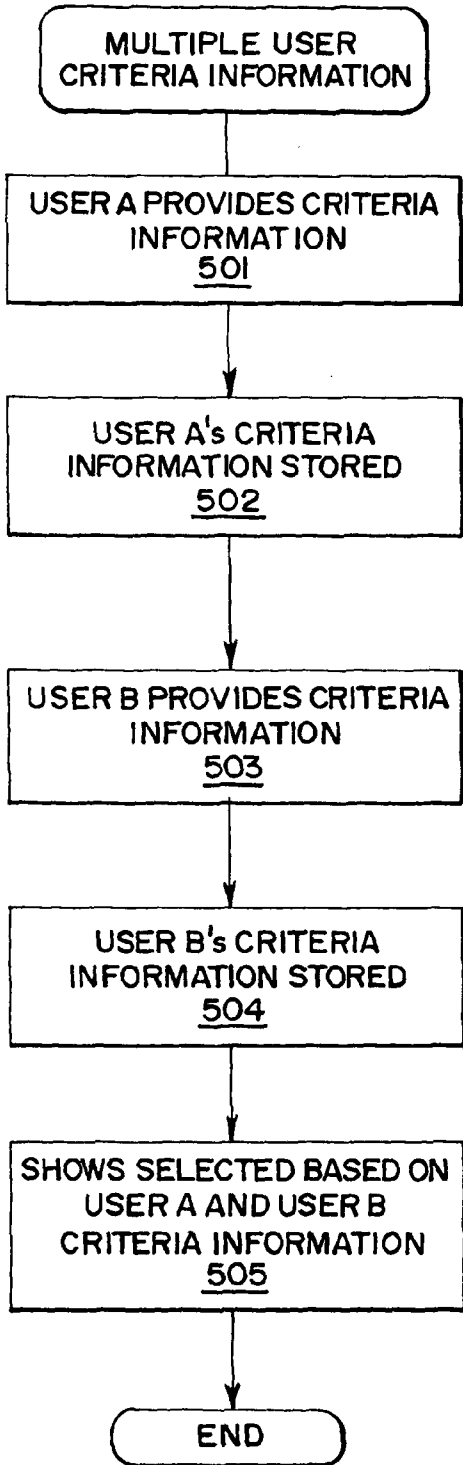 MULTIPLE USER
CRITERIA INFORMATION
USER A PROVIDES CRITERIA
INFORMATION
501
USER A's CRITERIA
INFORMATION STORED
502
USER B PROVIDES CRITERIA
INFORMATION
503
USER B's CRITERIA
INFORMATION STORED
504
SHOWS SELECTED BASED ON
USER A AND USER B
CRITERIA INFORMATION
505
END